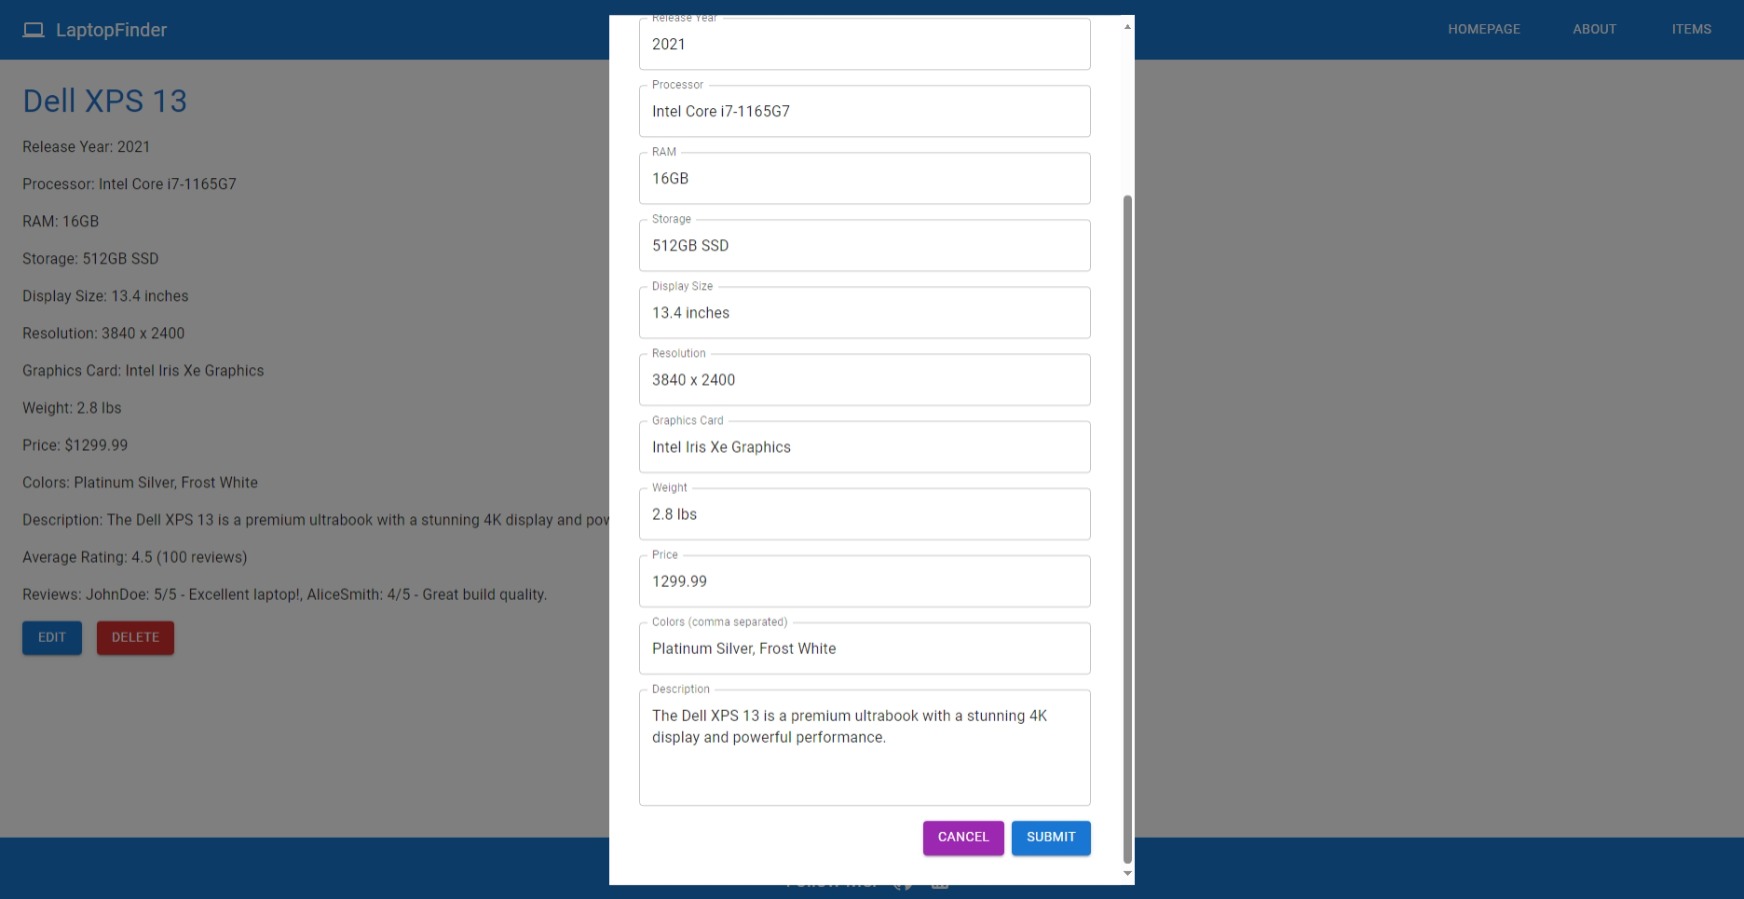 LaptopFinder
HOMEPAGE
ABOUT
ITEMS
Dell XPS 13
Release Year: 2021
Processor: Intel Core i7-1165G7
RAM: 16GB
Storage: 512GB SSD
Display Size: 13.4 inches
Resolution: 3840 x 2400
Graphics Card: Intel Iris Xe Graphics
Weight: 2.8 lbs
Price: $1299.99
Colors: Platinum Silver, Frost White
Description: The Dell XPS 13 is a premium ultrabook with a stunning 4K display and
Average Rating: 4.5 (100 reviews)
Reviews: JohnDoe: 5/5 - Excellent laptop!, AliceSmith: 4/5 - Great build quality.
EDIT
DELETE
Release Year
2021
Processor
Intel Core i7-1165G7
RAM
16GB
Storage
512GB SSD
Display Size
13.4 inches
Resolution
3840 x 2400
Graphics Card
Intel Iris Xe Graphics
Weight
2.8 lbs
Price
1299.99
Colors (comma separated)
Platinum Silver, Frost White
Description
The Dell XPS 13 is a premium ultrabook with a stunning 4K
display and powerful performance.
CANCEL
SUBMIT